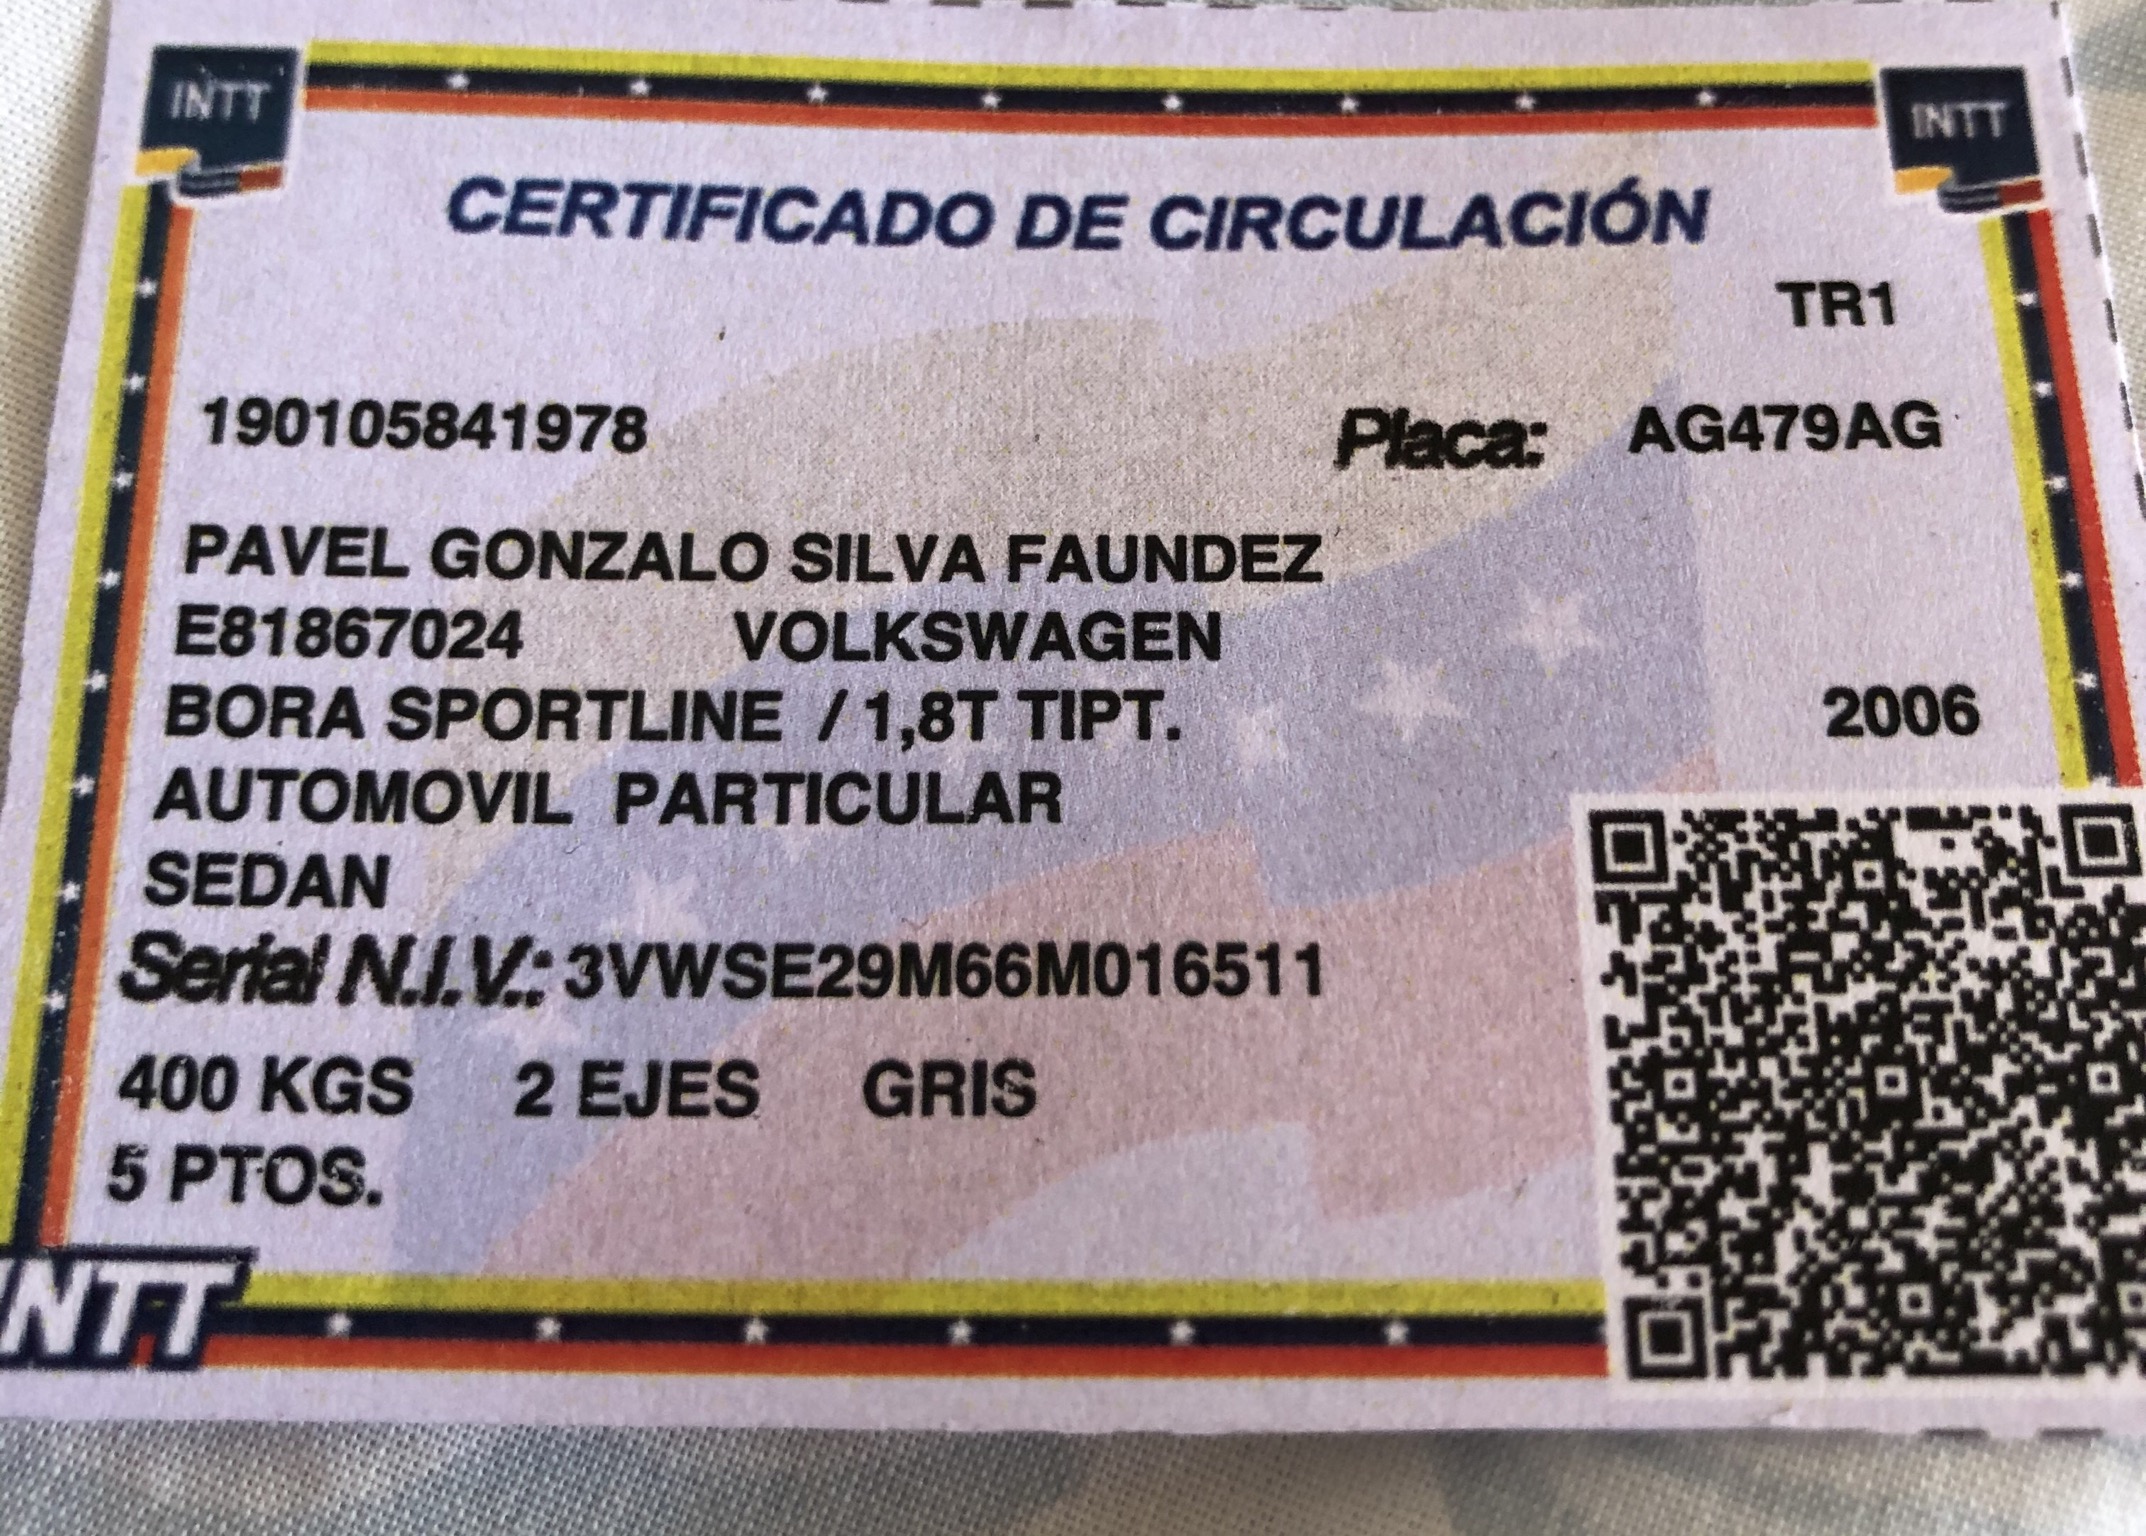 INTT
INTT
CERTIFICADO DE CIRCULACIÓN
TR1
190105841978 Placa: AG479AG
PAVEL GONZALO SILVA FAUNDEZ
E81867024 VOLKSWAGEN
BORA SPORTLINE / 1,8T TIPT. 2006
AUTOMOVIL PARTICULAR
SEDAN
Serial N.I.V.: 3VWSE29M66M016511
400 KGS 2 EJES GRIS
5 PTOS.
INTT